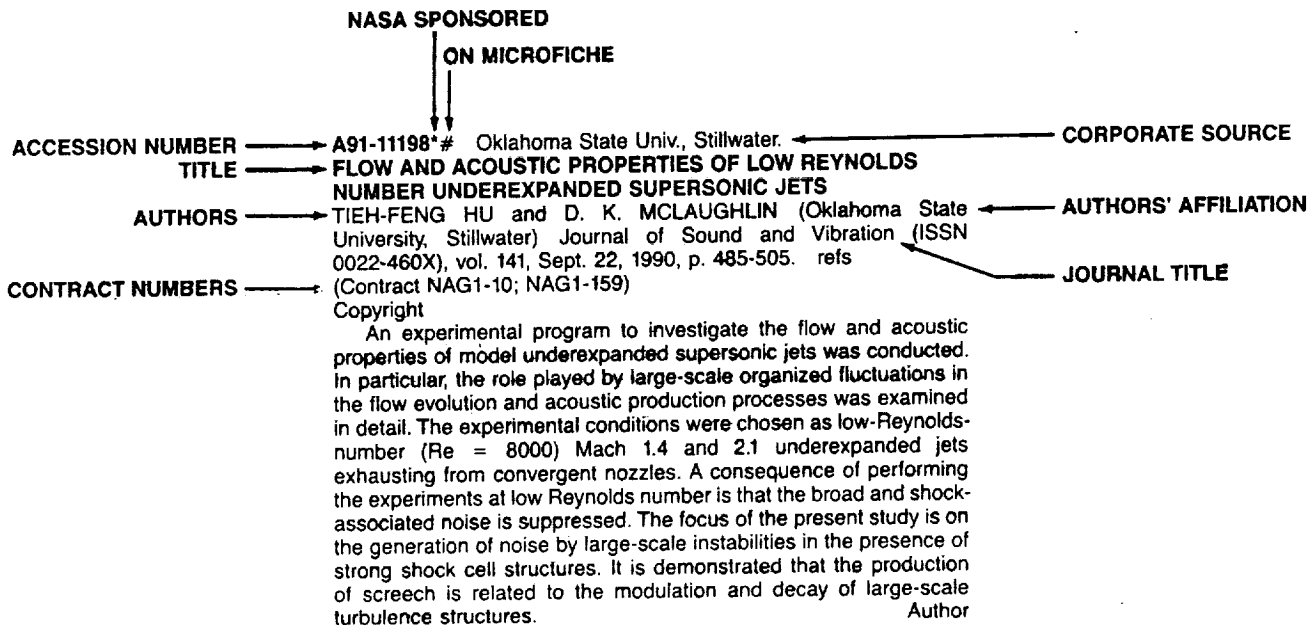 NASA SPONSORED
ON MICROFICHE
ACCESSION NUMBER A91-11198*# Oklahoma State Univ., Stillwater. CORPORATE SOURCE
TITLE FLOW AND ACOUSTIC PROPERTIES OF LOW REYNOLDS
NUMBER UNDEREXPANDED SUPERSONIC JETS
AUTHORS TIEH-FENG HU and D. K. MCLAUGHLIN (Oklahoma State AUTHORS' AFFILIATION
University, Stillwater) Journal of Sound and Vibration (ISSN
0022-460X), vol. 141, Sept. 22, 1990, p. 485-505. refs JOURNAL TITLE
CONTRACT NUMBERS (Contract NAG1-10; NAG1-159)
Copyright
An experimental program to investigate the flow and acoustic
properties of model underexpanded supersonic jets was conducted.
In particular, the role played by large-scale organized fluctuations in
the flow evolution and acoustic production processes was examined
in detail. The experimental conditions were chosen as low-Reynolds-
number (Re = 8000) Mach 1.4 and 2.1 underexpanded jets
exhausting from convergent nozzles. A consequence of performing
the experiments at low Reynolds number is that the broad and shock-
associated noise is suppressed. The focus of the present study is on
the generation of noise by large-scale instabilities in the presence of
strong shock cell structures. It is demonstrated that the production
of screech is related to the modulation and decay of large-scale
turbulence structures. Author